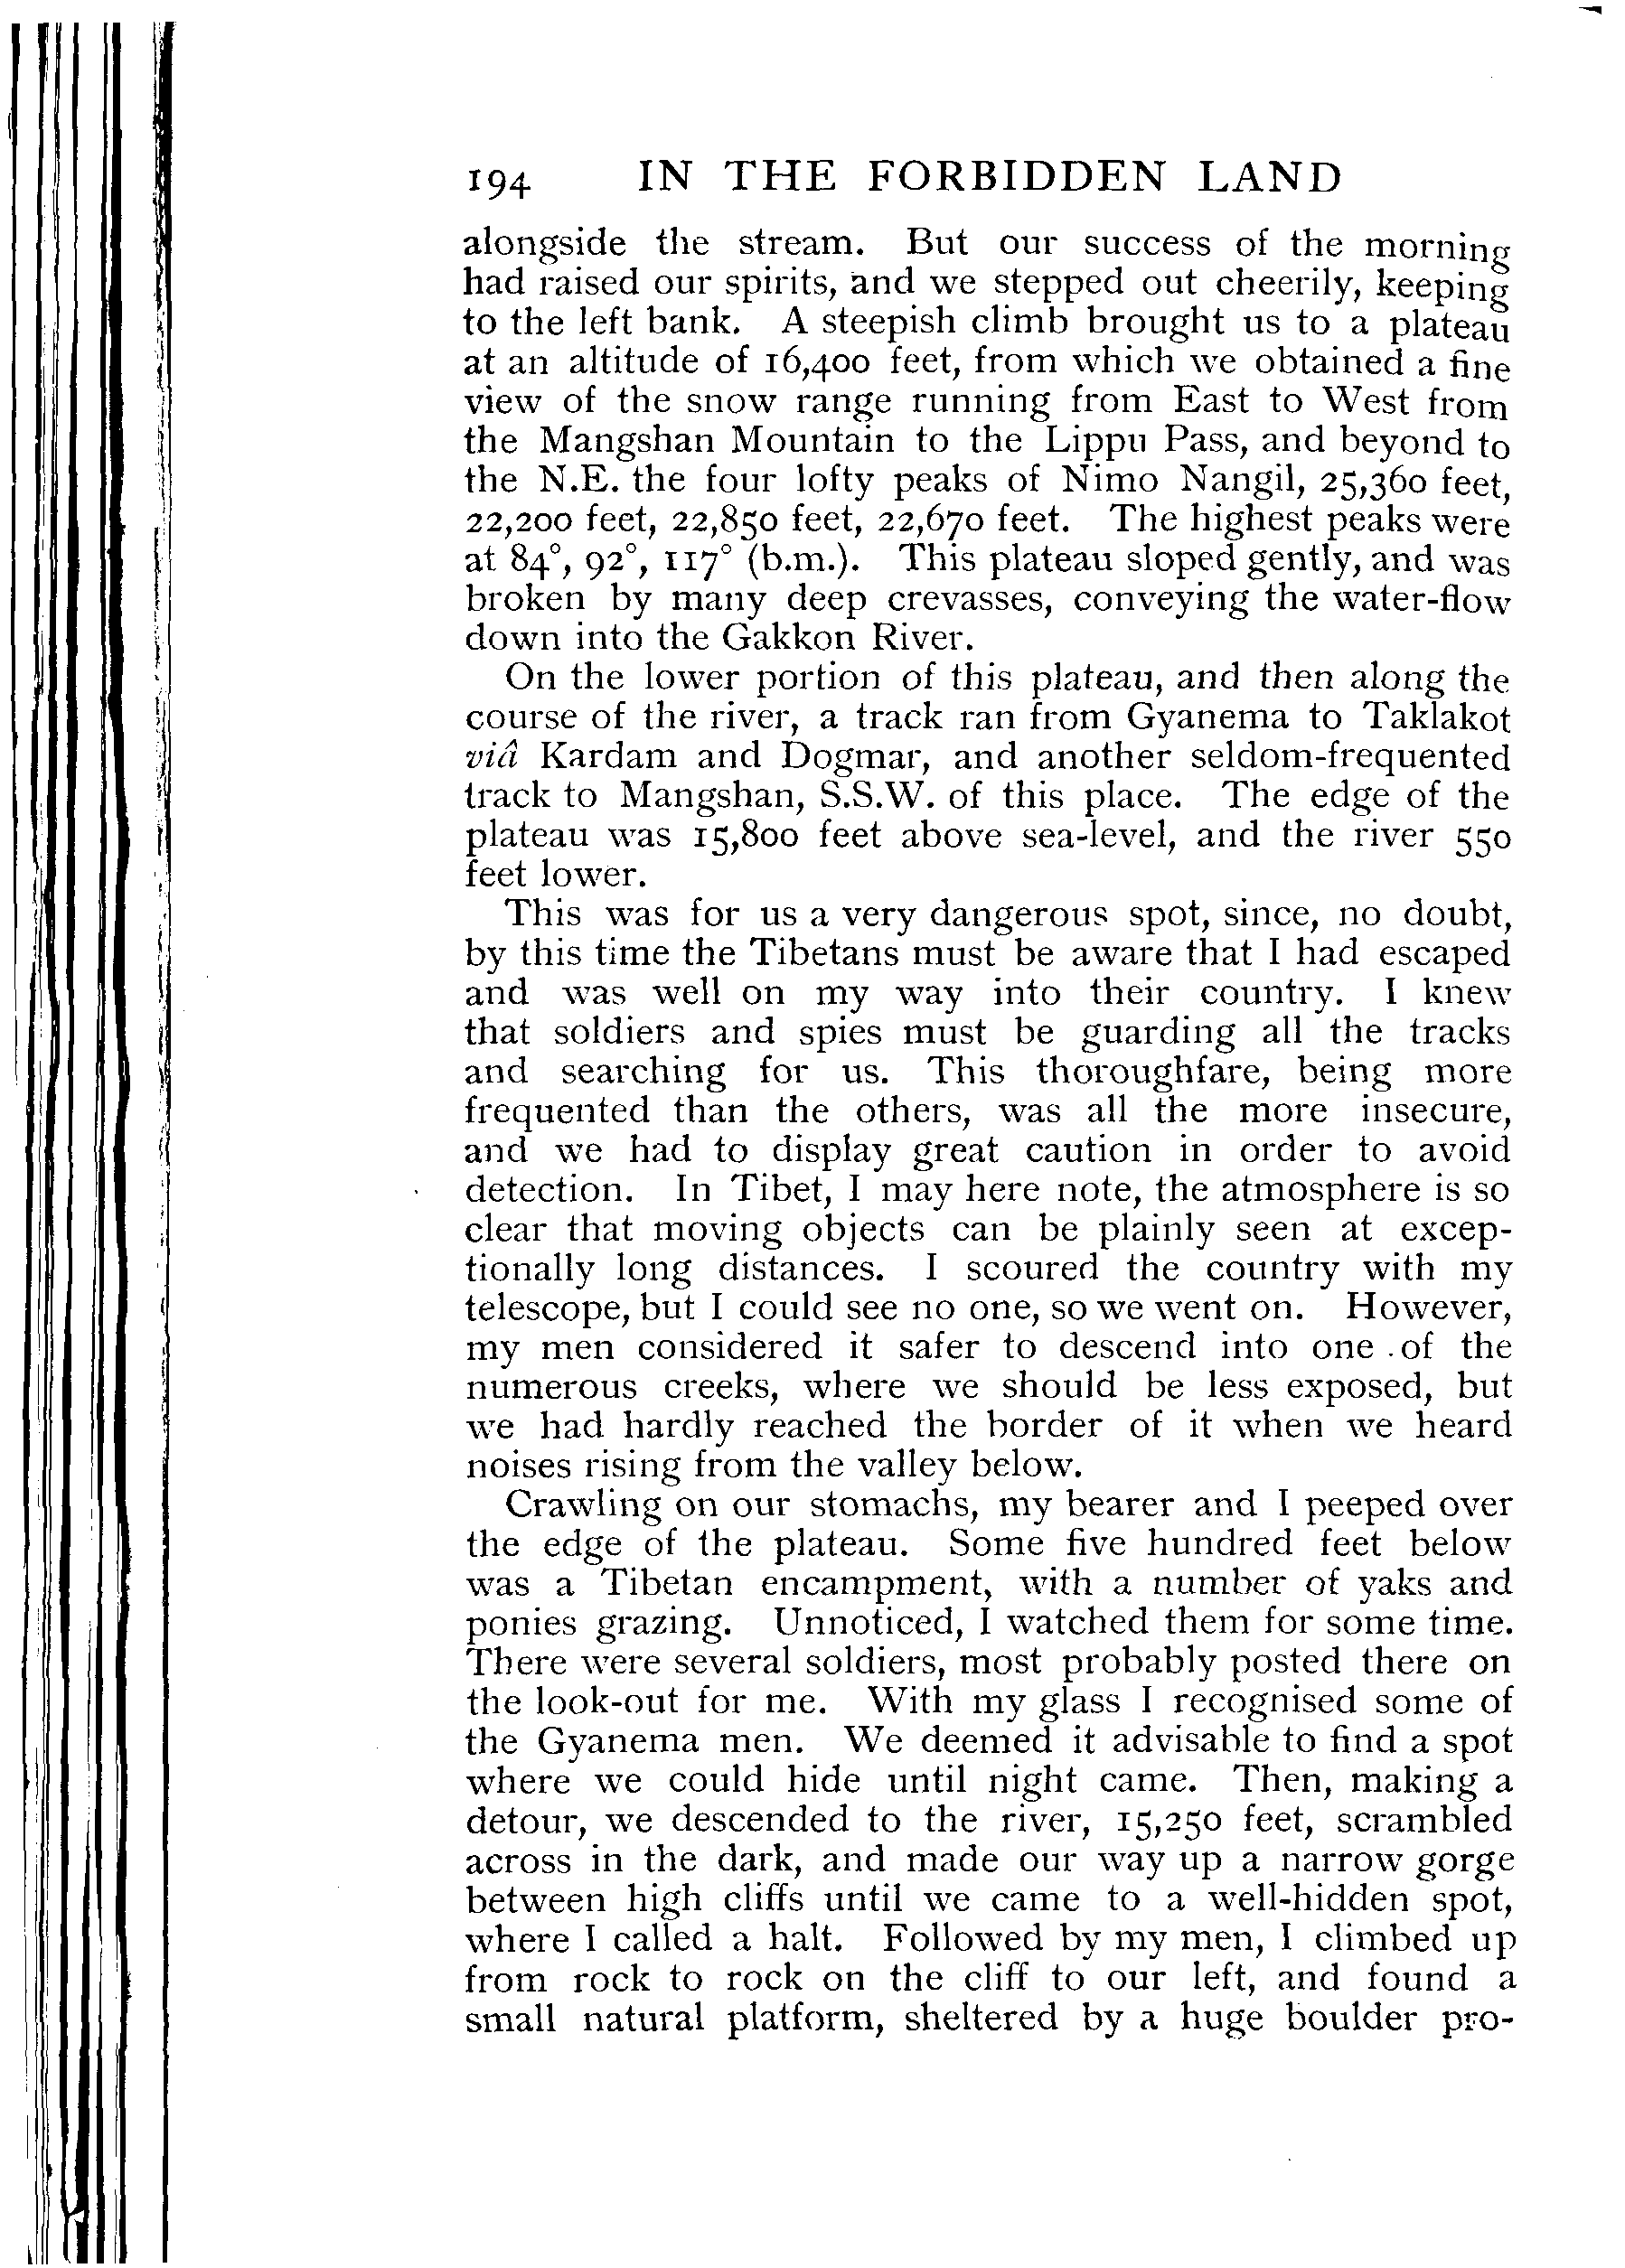 194 IN THE FORBIDDEN LAND
alongside the stream. But our success of the morning
had raised our spirits, and we stepped out cheerily, keeping
to the left bank. A steepish climb brought us to a plateau
at an altitude of 16,400 feet, from which we obtained a fine
view of the snow range running from East to West from
the Mangshan Mountain to the Lippu Pass, and beyond to
the N.E. the four lofty peaks of Nimo Nangil, 25,360 feet,
22,200 feet, 22,850 feet, 22,670 feet. The highest peaks were
at 84°, 92°, 117° (b.m.). This plateau sloped gently, and was
broken by many deep crevasses, conveying the water-flow
down into the Gakkon River.
On the lower portion of this plateau, and then along the
course of the river, a track ran from Gyanema to Taklakot
viâ Kardam and Dogmar, and another seldom-frequented
track to Mangshan, S.S.W. of this place. The edge of the
plateau was 15,800 feet above sea-level, and the river 550
feet lower.
This was for us a very dangerous spot, since, no doubt,
by this time the Tibetans must be aware that I had escaped
and was well on my way into their country. I knew
that soldiers and spies must be guarding all the tracks
and searching for us. This thoroughfare, being more
frequented than the others, was all the more insecure,
and we had to display great caution in order to avoid
detection. In Tibet, I may here note, the atmosphere is so
clear that moving objects can be plainly seen at excep-
tionally long distances. I scoured the country with my
telescope, but I could see no one, so we went on. However,
my men considered it safer to descend into one of the
numerous creeks, where we should be less exposed, but
we had hardly reached the border of it when we heard
noises rising from the valley below.
Crawling on our stomachs, my bearer and I peeped over
the edge of the plateau. Some five hundred feet below
was a Tibetan encampment, with a number of yaks and
ponies grazing. Unnoticed, I watched them for some time.
There were several soldiers, most probably posted there on
the look-out for me. With my glass I recognised some of
the Gyanema men. We deemed it advisable to find a spot
where we could hide until night came. Then, making a
detour, we descended to the river, 15,250 feet, scrambled
across in the dark, and made our way up a narrow gorge
between high cliffs until we came to a well-hidden spot,
where I called a halt. Followed by my men, I climbed up
from rock to rock on the cliff to our left, and found a
small natural platform, sheltered by a huge boulder pro-